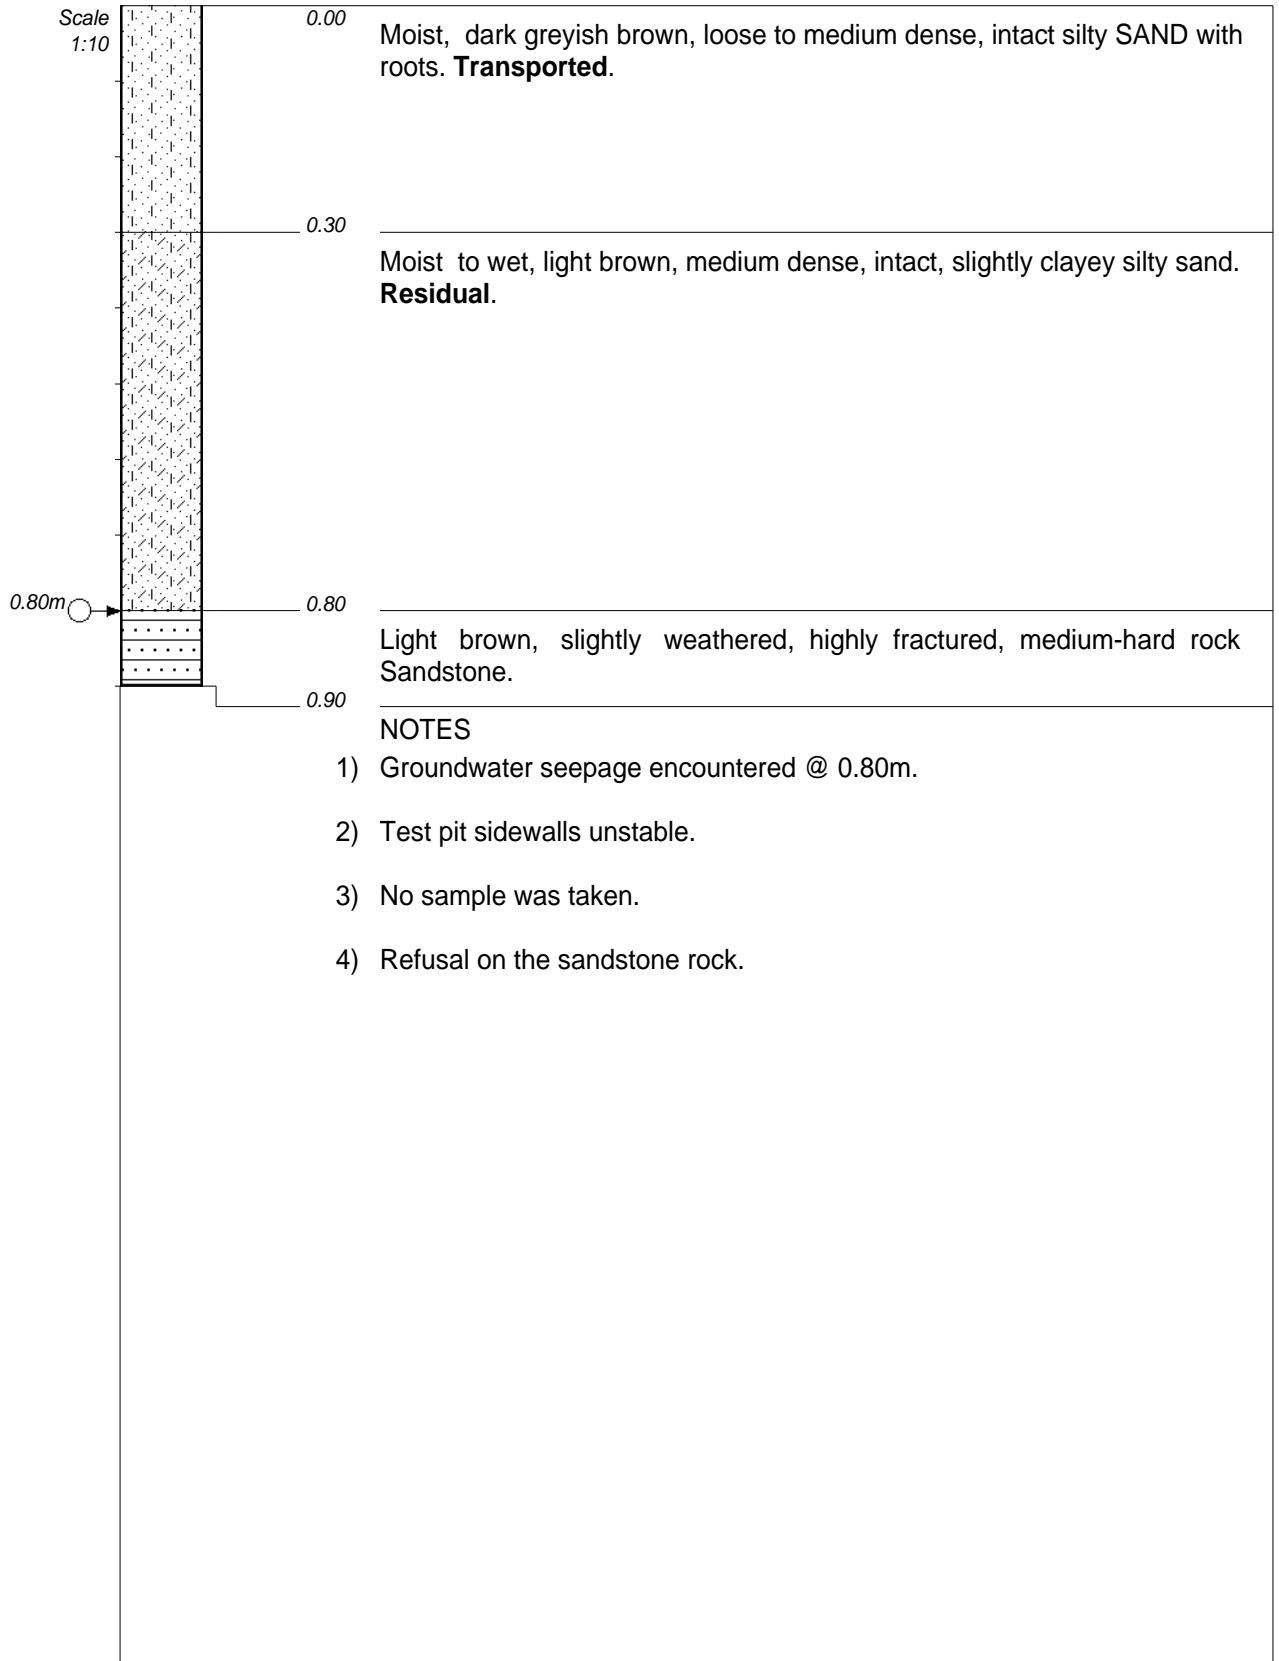 Scale
1:10
0.00
Moist, dark greyish brown, loose to medium dense, intact silty SAND with
roots. Transported.
0.30
Moist to wet, light brown, medium dense, intact, slightly clayey silty sand.
Residual.
0.80m
0.80
Light brown, slightly weathered, highly fractured, medium-hard rock
Sandstone.
0.90
NOTES
1) Groundwater seepage encountered @ 0.80m.
2) Test pit sidewalls unstable.
3) No sample was taken.
4) Refusal on the sandstone rock.